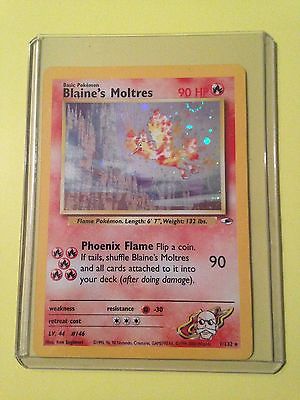 Basic Pokémon
Blaine's Moltres 90 HP
Flame Pokémon. Length: 6' 7", Weight: 132 lbs.
Phoenix Flame Flip a coin.
If tails, shuffle Blaine's Moltres
and all cards attached to it into
your deck (after doing damage).
90
weakness resistance -30
retreat cost
LV. 44 #146
Illus. Ken Sugimori
1/132